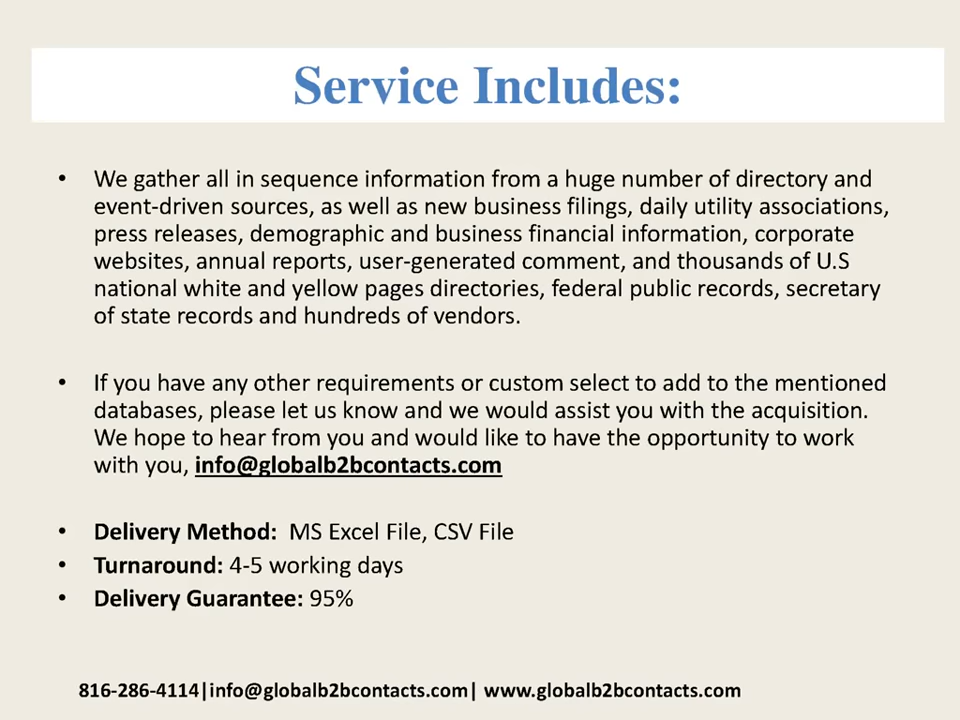 Service Includes:
• We gather all in sequence information from a huge number of directory and
event-driven sources, as well as new business filings, daily utility associations,
press releases, demographic and business financial information, corporate
websites, annual reports, user-generated comment, and thousands of U.S
national white and yellow pages directories, federal public records, secretary
of state records and hundreds of vendors.
• If you have any other requirements or custom select to add to the mentioned
databases, please let us know and we would assist you with the acquisition.
We hope to hear from you and would like to have the opportunity to work
with you, info@globalb2bcontacts.com
• Delivery Method: MS Excel File, CSV File
• Turnaround: 4-5 working days
• Delivery Guarantee: 95%
816-286-4114|info@globalb2bcontacts.com| www.globalb2bcontacts.com